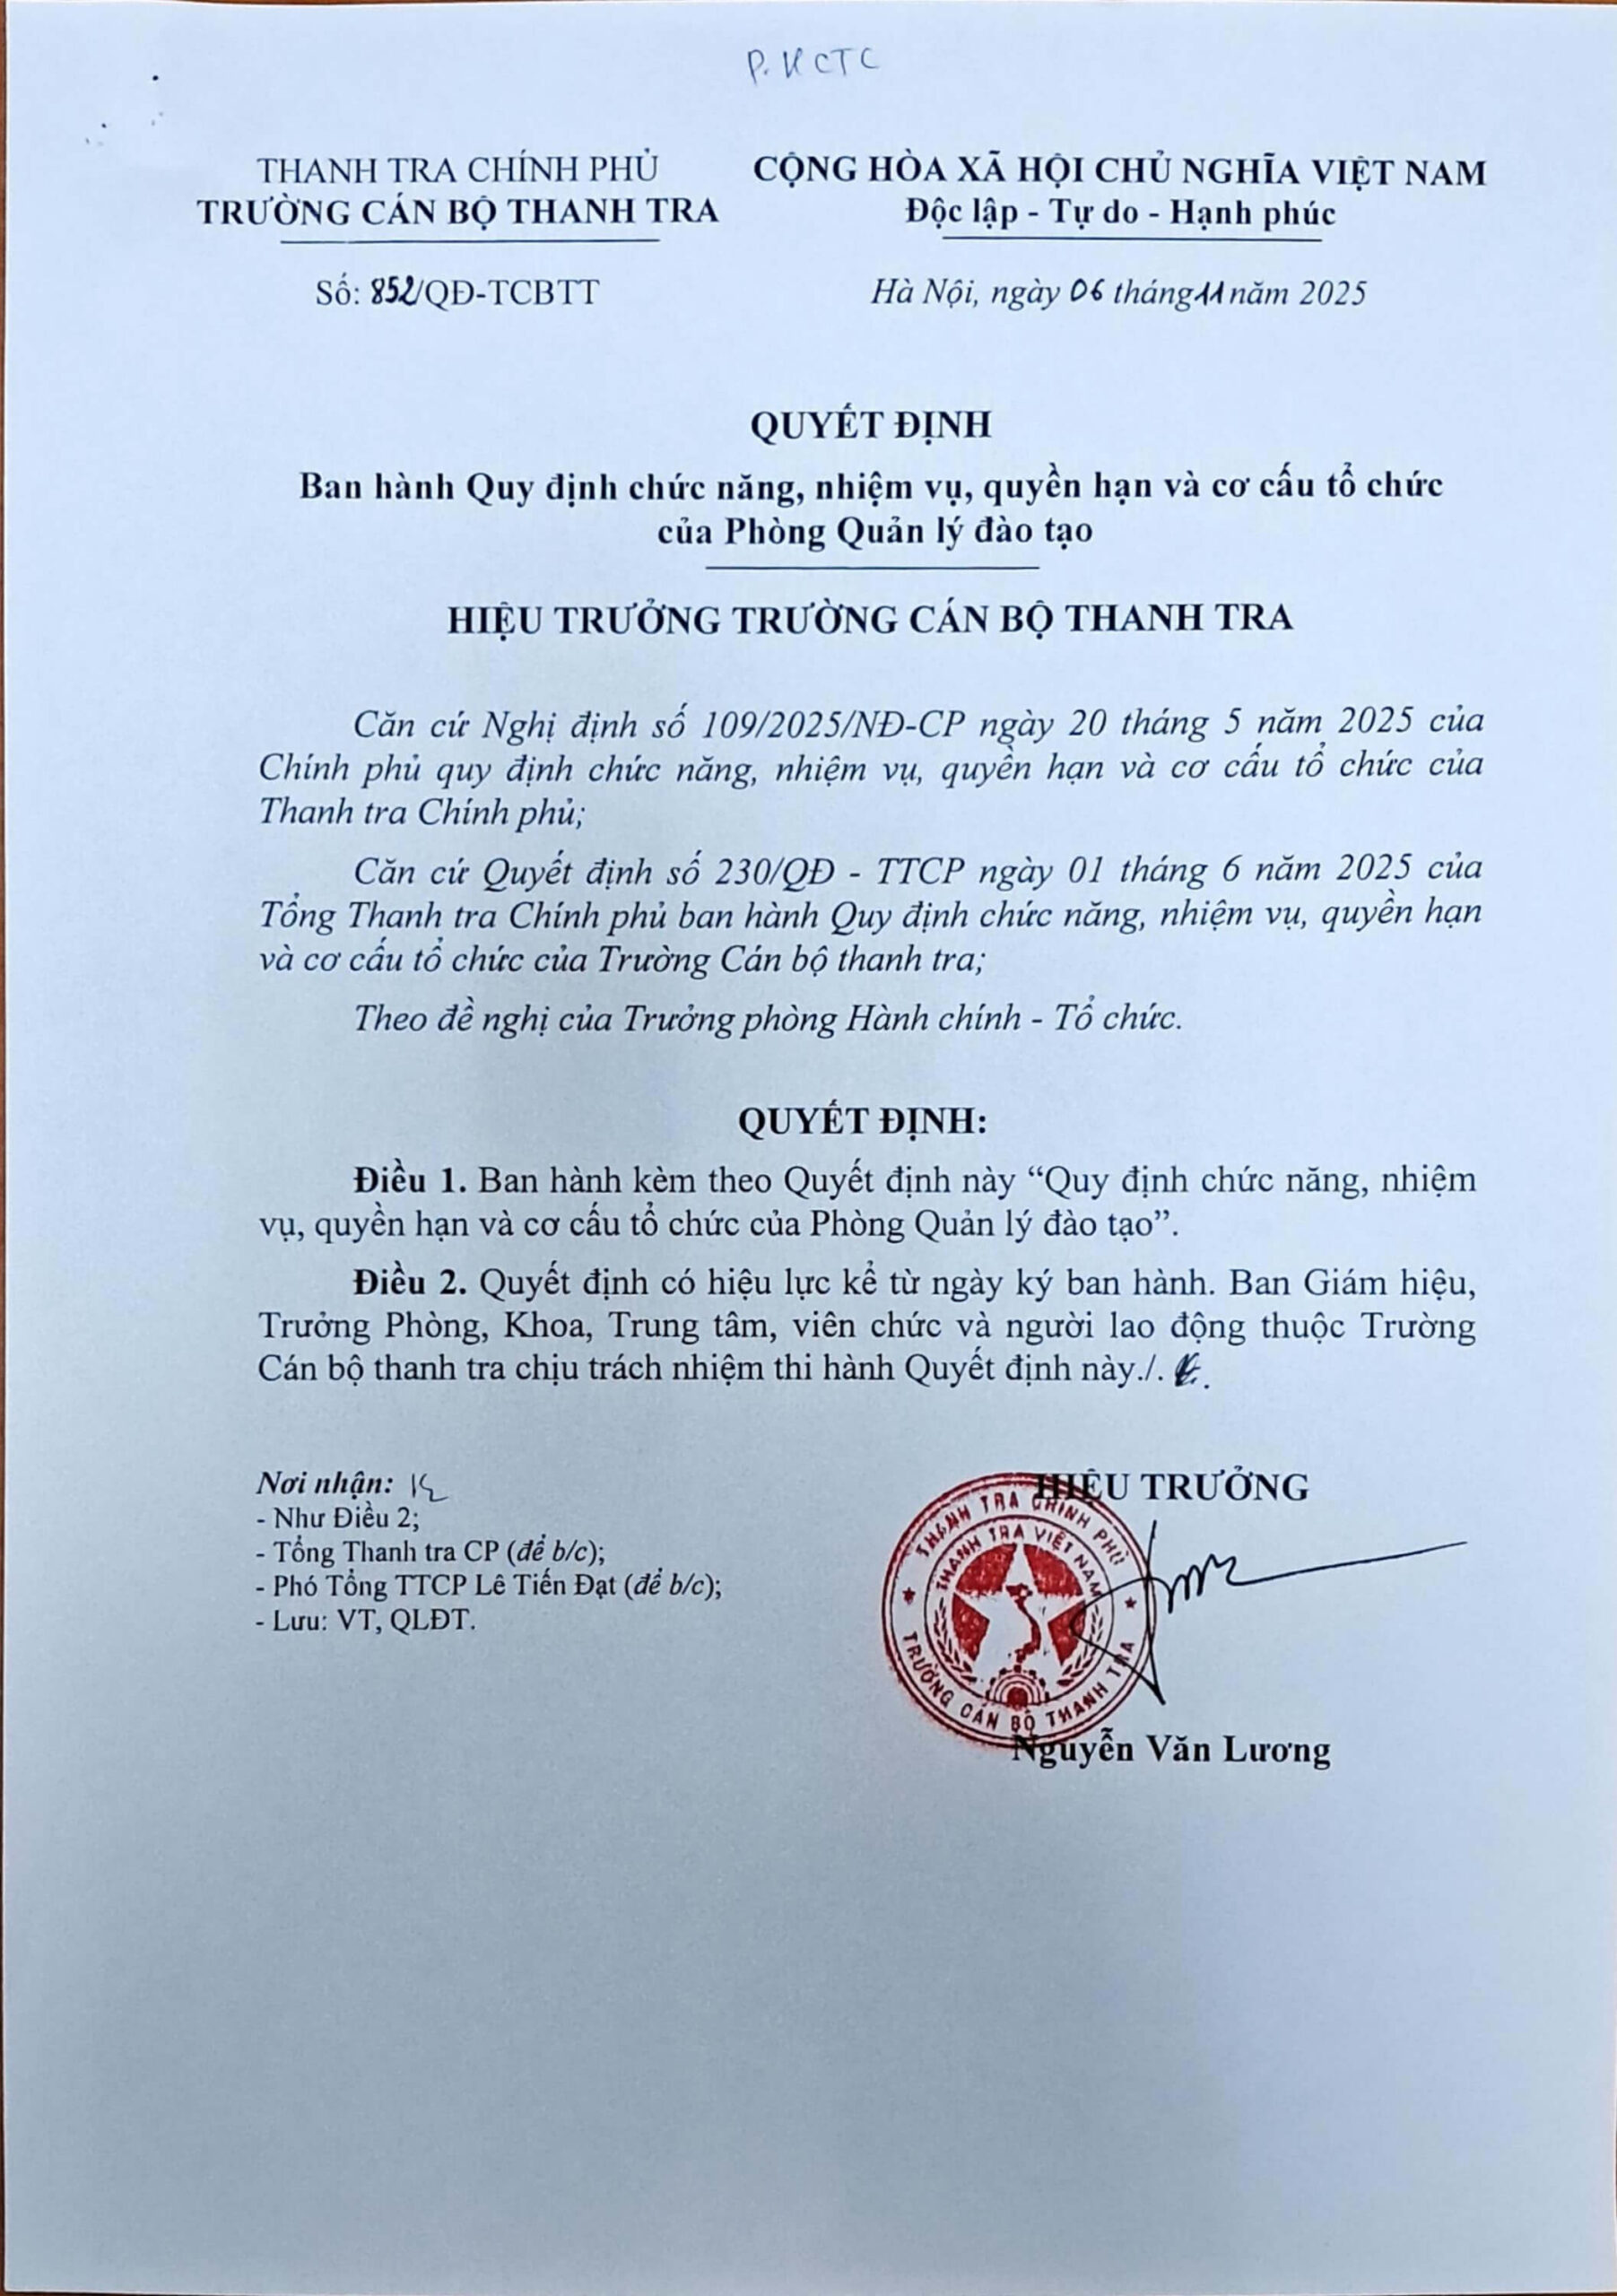 P. KCTC
THANH TRA CHÍNH PHỦ
TRƯỜNG CÁN BỘ THANH TRA
CỘNG HÒA XÃ HỘI CHỦ NGHĨA VIỆT NAM
Độc lập - Tự do - Hạnh phúc
Số: 852/QĐ-TCBTT
Hà Nội, ngày 06 tháng 11 năm 2025
QUYẾT ĐỊNH
Ban hành Quy định chức năng, nhiệm vụ, quyền hạn và cơ cấu tổ chức
của Phòng Quản lý đào tạo
HIỆU TRƯỞNG TRƯỜNG CÁN BỘ THANH TRA
Căn cứ Nghị định số 109/2025/NĐ-CP ngày 20 tháng 5 năm 2025 của
Chính phủ quy định chức năng, nhiệm vụ, quyền hạn và cơ cấu tổ chức của
Thanh tra Chính phủ;
Căn cứ Quyết định số 230/QĐ - TTCP ngày 01 tháng 6 năm 2025 của
Tổng Thanh tra Chính phủ ban hành Quy định chức năng, nhiệm vụ, quyền hạn
và cơ cấu tổ chức của Trường Cán bộ thanh tra;
Theo đề nghị của Trưởng phòng Hành chính - Tổ chức.
QUYẾT ĐỊNH:
Điều 1. Ban hành kèm theo Quyết định này “Quy định chức năng, nhiệm
vụ, quyền hạn và cơ cấu tổ chức của Phòng Quản lý đào tạo”.
Điều 2. Quyết định có hiệu lực kể từ ngày ký ban hành. Ban Giám hiệu,
Trưởng Phòng, Khoa, Trung tâm, viên chức và người lao động thuộc Trường
Cán bộ thanh tra chịu trách nhiệm thi hành Quyết định này./.
Nơi nhận:
- Như Điều 2;
- Tổng Thanh tra CP (để b/c);
- Phó Tổng TTCP Lê Tiến Đạt (để b/c);
- Lưu: VT, QLĐT.
HIỆU TRƯỞNG
THANH TRA CHÍNH PHỦ
THANH TRA VIỆT NAM
TRƯỜNG CÁN BỘ THANH TRA
Nguyễn Văn Lương